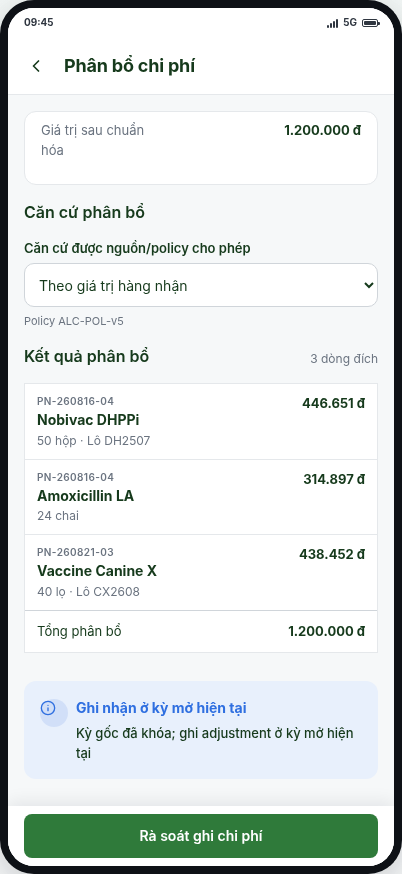 09:45
5G
Phân bổ chi phí
Giá trị sau chuẩn hóa
1.200.000 đ
Căn cứ phân bổ
Căn cứ được nguồn/policy cho phép
Theo giá trị hàng nhận
Policy ALC-POL-v5
Kết quả phân bổ
3 dòng đích
PN-260816-04
446.651 đ
Nobivac DHPPi
50 hộp · Lô DH2507
PN-260816-04
314.897 đ
Amoxicillin LA
24 chai
PN-260821-03
438.452 đ
Vaccine Canine X
40 lọ · Lô CX2608
Tổng phân bổ
1.200.000 đ
Ghi nhận ở kỳ mở hiện tại
Kỳ gốc đã khóa; ghi adjustment ở kỳ mở hiện
tại
Rà soát ghi chi phí